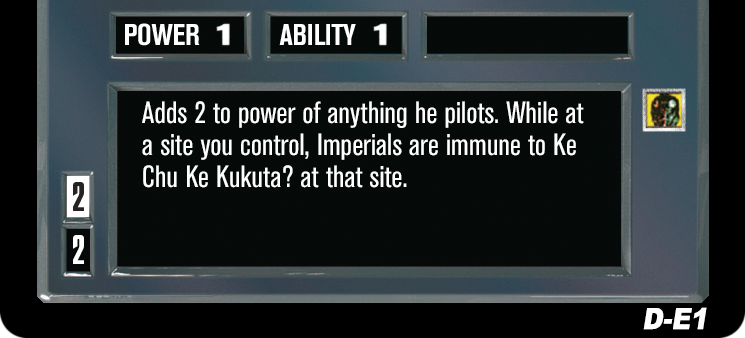 POWER 1 ABILITY 1
Adds 2 to power of anything he pilots. While at
a site you control, Imperials are immune to Ke
Chu Ke Kukuta? at that site.
2
2
D-E1